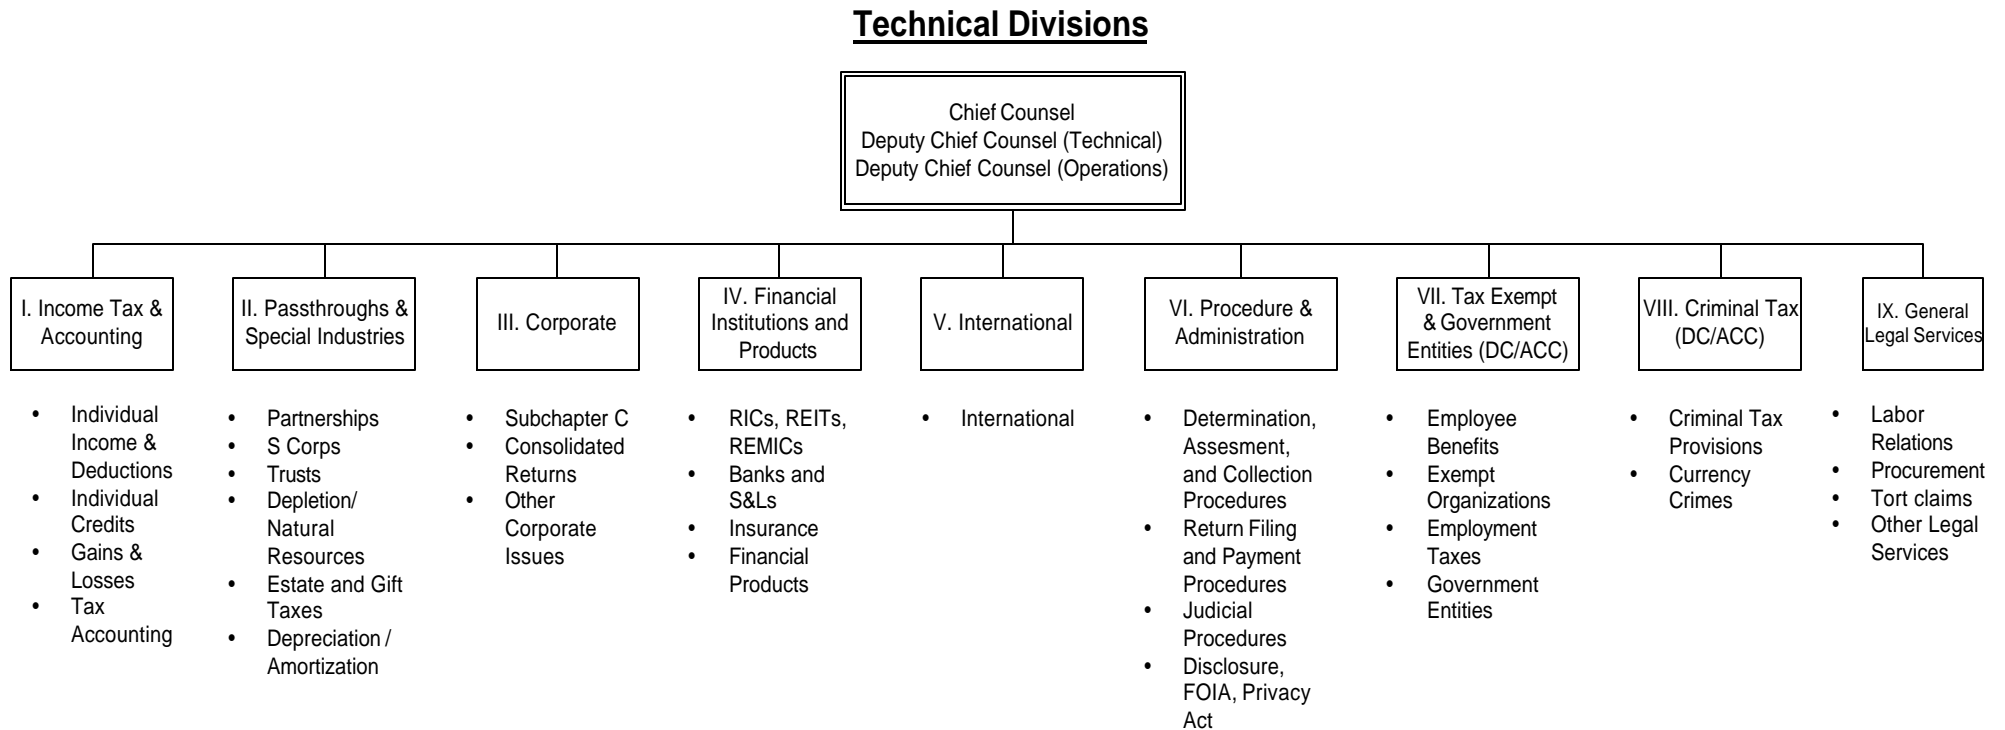 Technical Divisions
Chief Counsel
Deputy Chief Counsel (Technical)
Deputy Chief Counsel (Operations)
I. Income Tax &
Accounting
II. Passthroughs &
Special Industries
III. Corporate
IV. Financial
Institutions and
Products
V. International
VI. Procedure &
Administration
VII. Tax Exempt
& Government
Entities (DC/ACC)
VIII. Criminal Tax
(DC/ACC)
IX. General
Legal Services
• Individual
Income &
Deductions
• Individual
Credits
• Gains &
Losses
• Tax
Accounting
• Partnerships
• S Corps
• Trusts
• Depletion/
Natural
Resources
• Estate and Gift
Taxes
• Depreciation /
Amortization
• Subchapter C
• Consolidated
Returns
• Other
Corporate
Issues
• RICs, REITs,
REMICs
• Banks and
S&Ls
• Insurance
• Financial
Products
• International
• Determination,
Assesment,
and Collection
Procedures
• Return Filing
and Payment
Procedures
• Judicial
Procedures
• Disclosure,
FOIA, Privacy
Act
• Employee
Benefits
• Exempt
Organizations
• Employment
Taxes
• Government
Entities
• Criminal Tax
Provisions
• Currency
Crimes
• Labor
Relations
• Procurement
• Tort claims
• Other Legal
Services